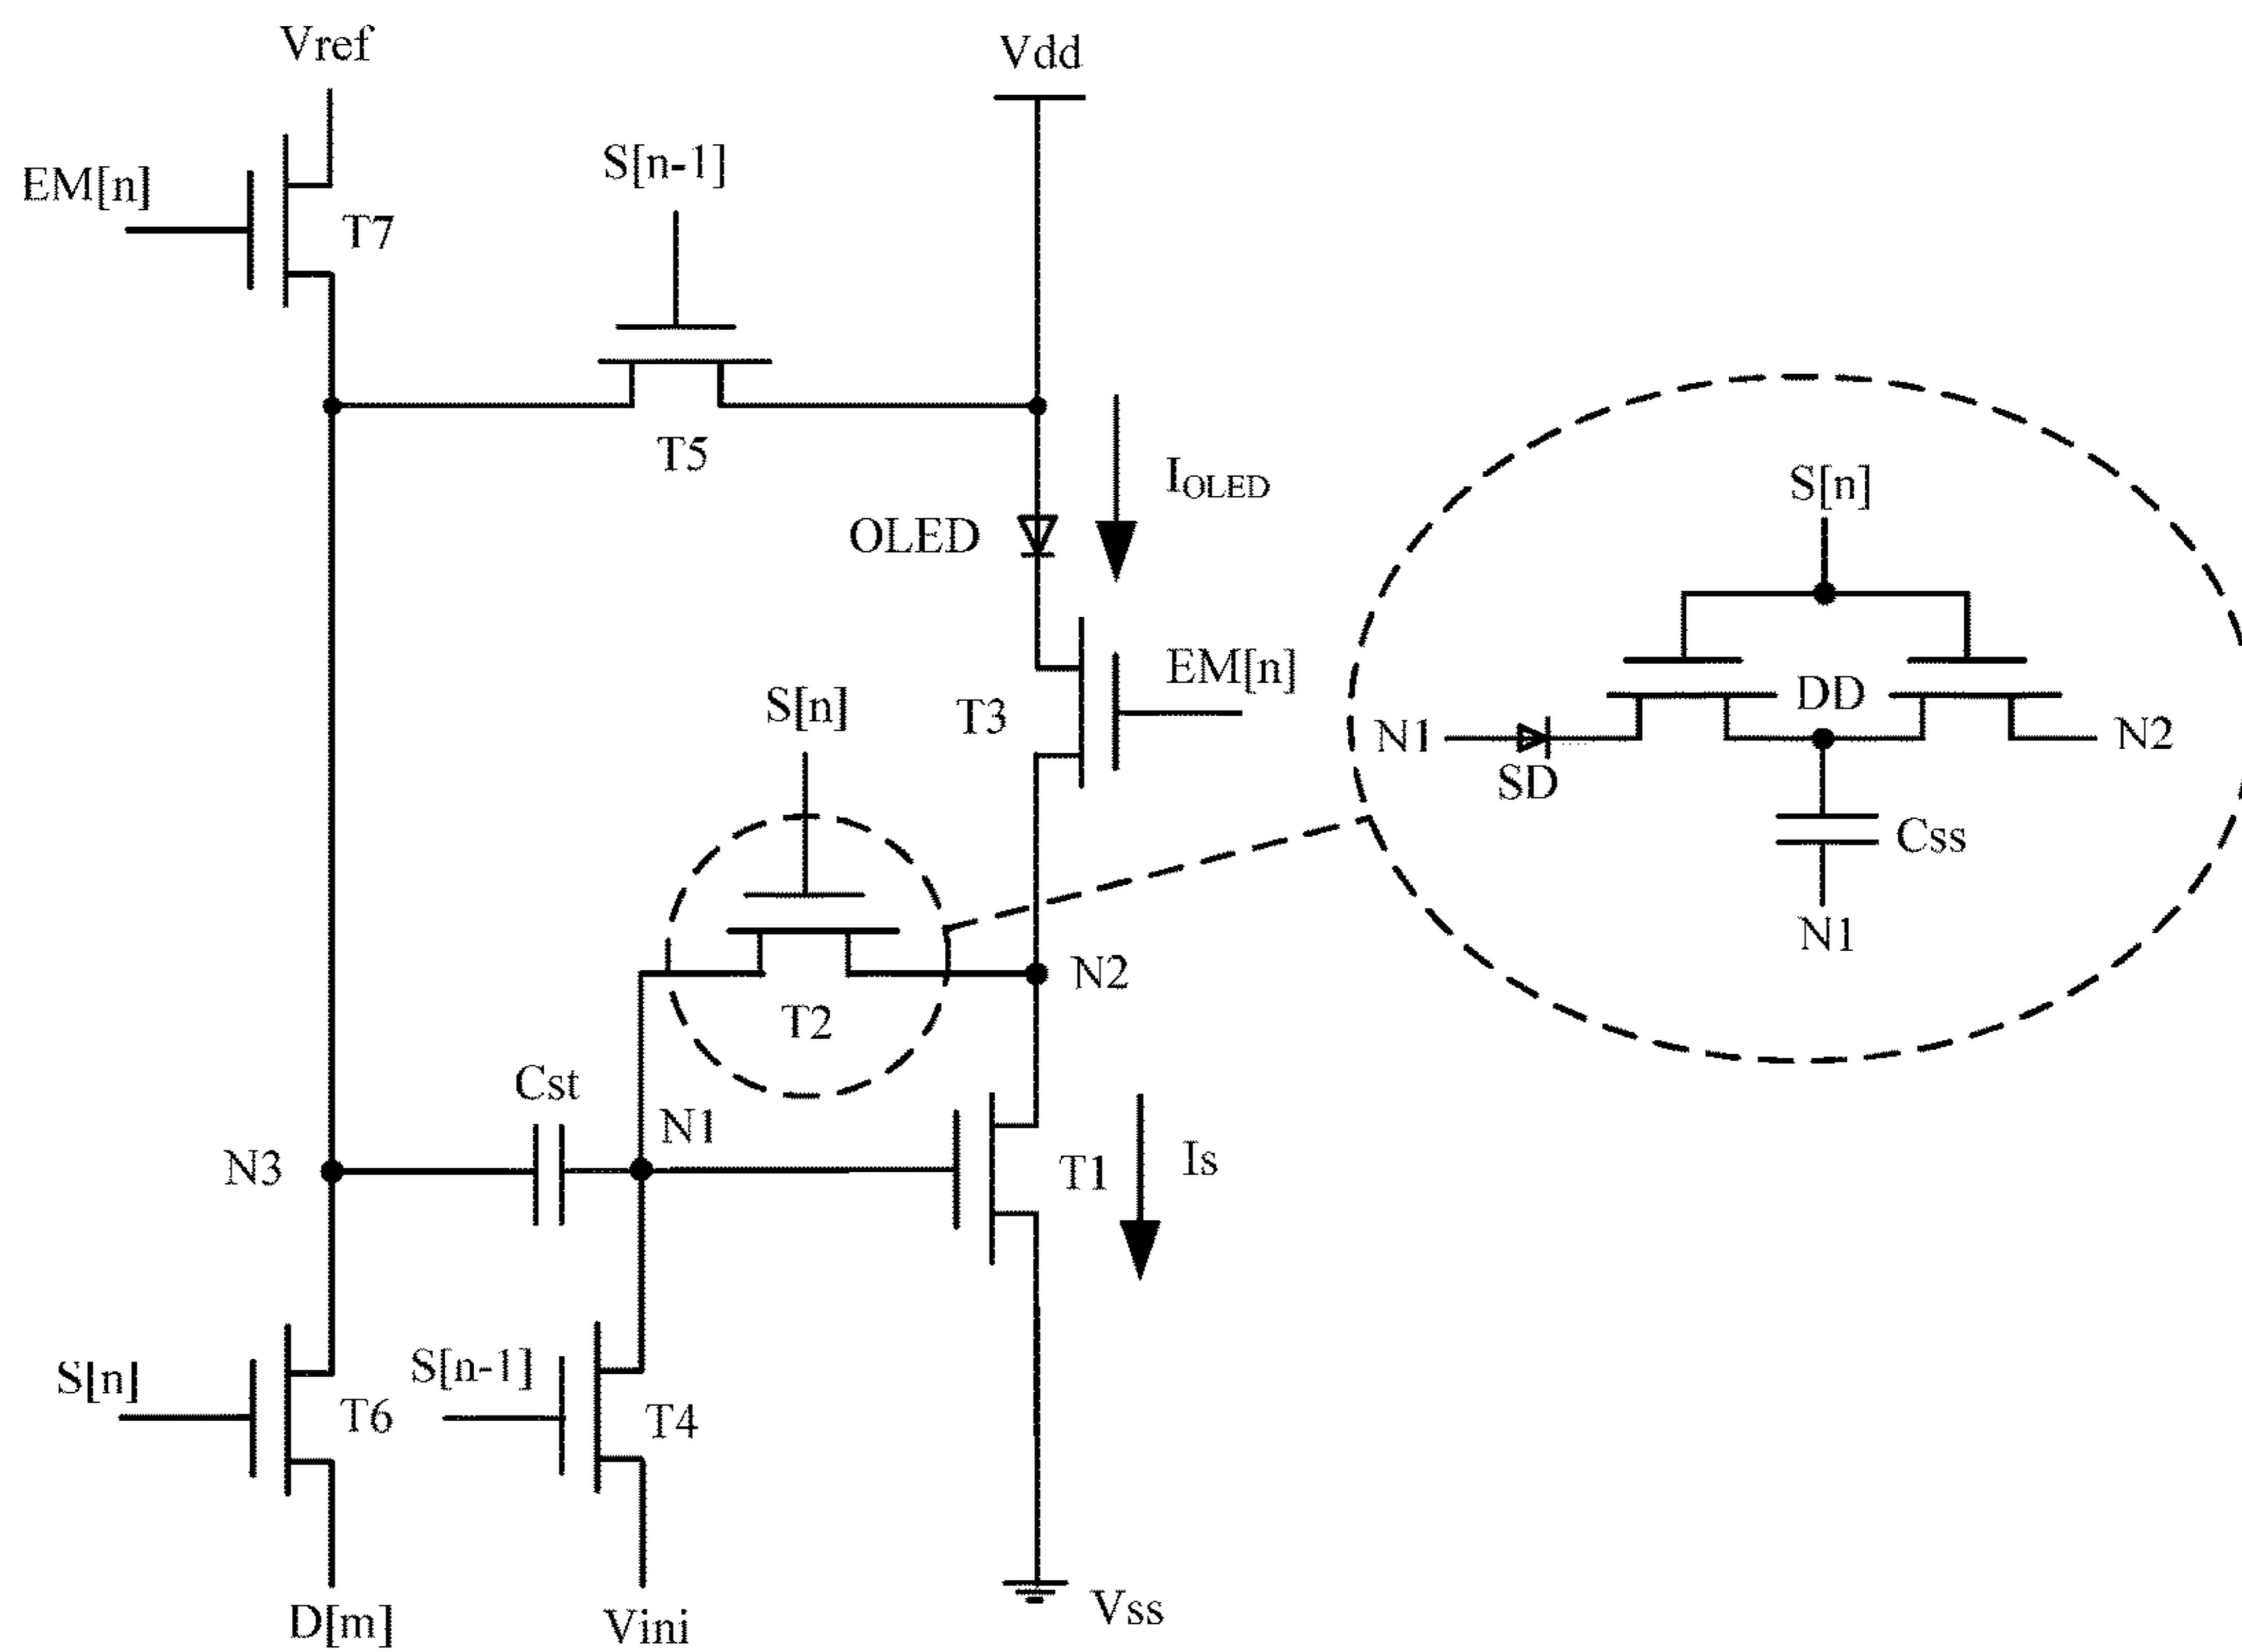 Vref
Vdd
S[n-1]
EM[n]
T7
T5
I_OLED
OLED
S[n]
EM[n]
T3
S[n]
DD
N1
N2
SD
Css
N1
N2
T2
Cst
N1
N3
T1
Is
S[n]
S[n-1]
T6
T4
D[m]
Vini
Vss